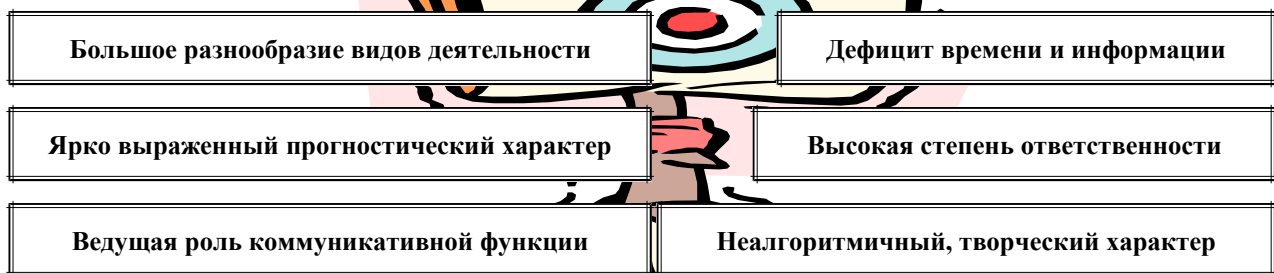 Большое разнообразие видов деятельности
Дефицит времени и информации
Ярко выраженный прогностический характер
Высокая степень ответственности
Ведущая роль коммуникативной функции
Неалгоритмичный, творческий характер